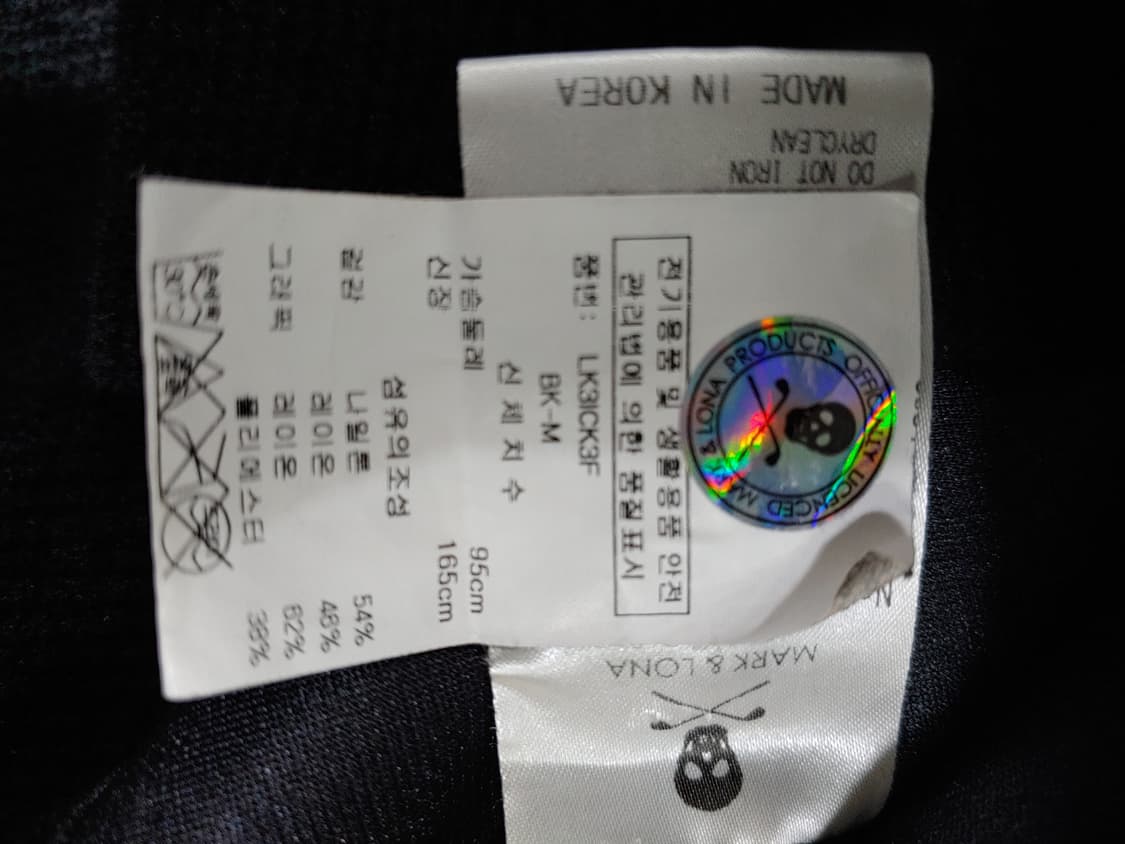 MADE IN KOREA
DRYCLEAN
DO NOT IRON
MARK & LONA PRODUCTS OFFICIALLY LICENCED
전기용품 및 생활용품 안전
관리법에 의한 품질표시
품번: LK3ICK3F
BK-M
신 체 치 수
가슴둘레 95cm
신장 165cm
섬유의조성
겉감 나일론 54%
레이온 46%
그레픽 레이온 62%
폴리에스터 38%
MARK & LONA